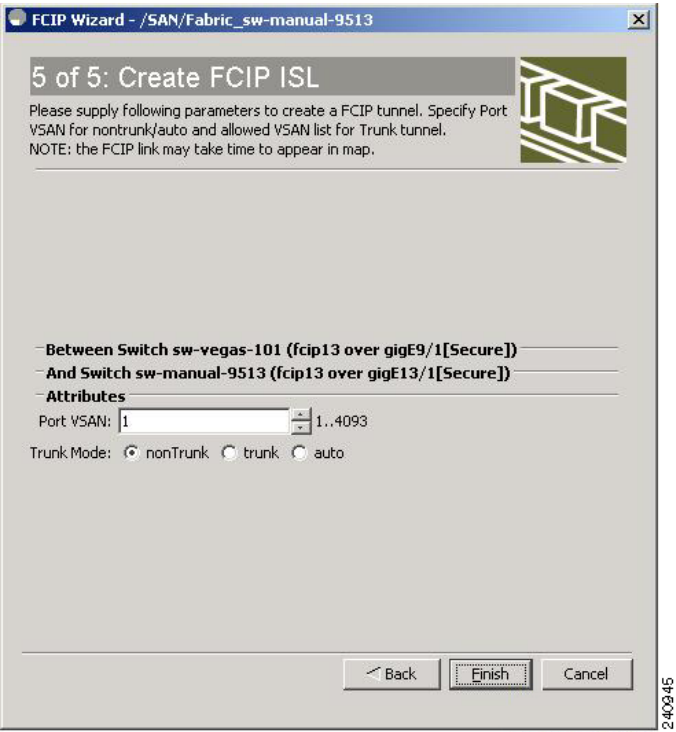 FCIP Wizard - /SAN/Fabric_sw-manual-9513
5 of 5: Create FCIP ISL
Please supply following parameters to create a FCIP tunnel. Specify Port
VSAN for nontrunk/auto and allowed VSAN list for Trunk tunnel.
NOTE: the FCIP link may take time to appear in map.
Between Switch sw-vegas-101 (fcip13 over gigE9/1[Secure])
And Switch sw-manual-9513 (fcip13 over gigE13/1[Secure])
Attributes
Port VSAN: 1 1..4093
Trunk Mode: nonTrunk trunk auto
Back Finish Cancel
240945